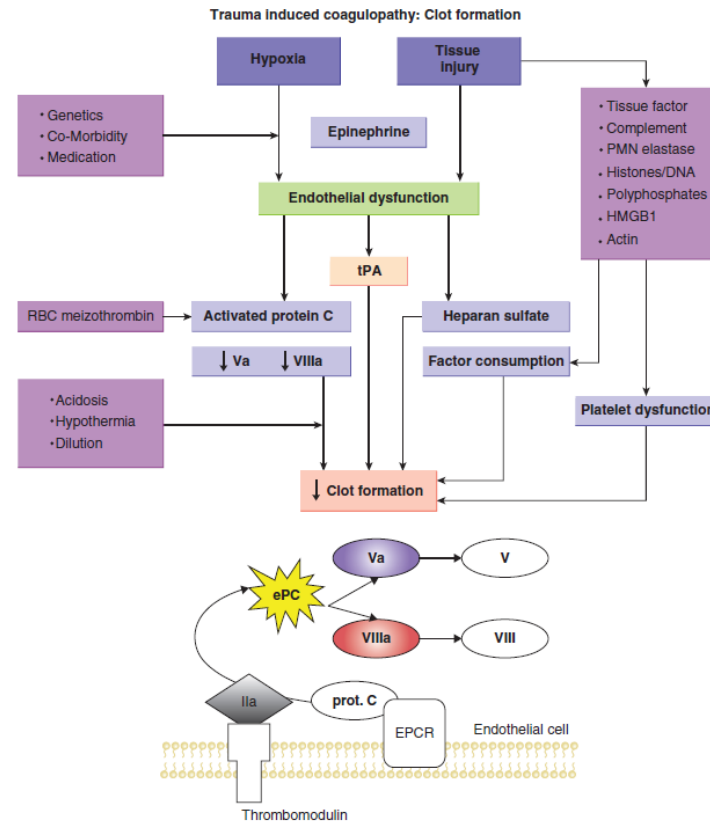 Trauma induced coagulopathy: Clot formation
Hypoxia
Tissue
injury
• Genetics
• Co-Morbidity
• Medication
Epinephrine
• Tissue factor
• Complement
• PMN elastase
• Histones/DNA
• Polyphosphates
• HMGB1
• Actin
Endothelial dysfunction
tPA
RBC meizothrombin
Activated protein C
Heparan sulfate
↓ Va ↓ VIIIa
Factor consumption
• Acidosis
• Hypothermia
• Dilution
Platelet dysfunction
↓ Clot formation
Va
V
ePC
VIIIa
VIII
IIa
prot. C
EPCR
Endothelial cell
Thrombomodulin